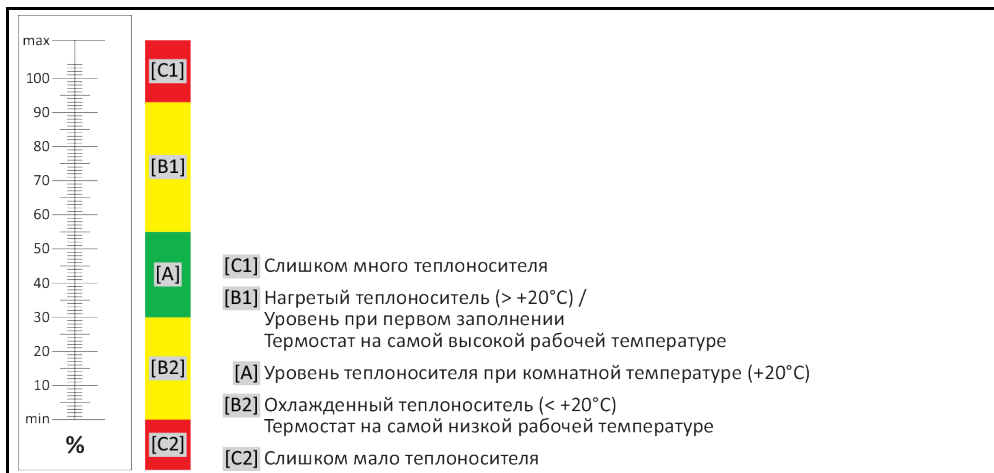 max
100
90
80
70
60
50
40
30
20
10
min
%
[C1]
[B1]
[A]
[B2]
[C2]
[C1] Слишком много теплоносителя
[B1] Нагретый теплоноситель (> +20°C) /
Уровень при первом заполнении
Термостат на самой высокой рабочей температуре
[A] Уровень теплоносителя при комнатной температуре (+20°C)
[B2] Охлажденный теплоноситель (< +20°C)
Термостат на самой низкой рабочей температуре
[C2] Слишком мало теплоносителя